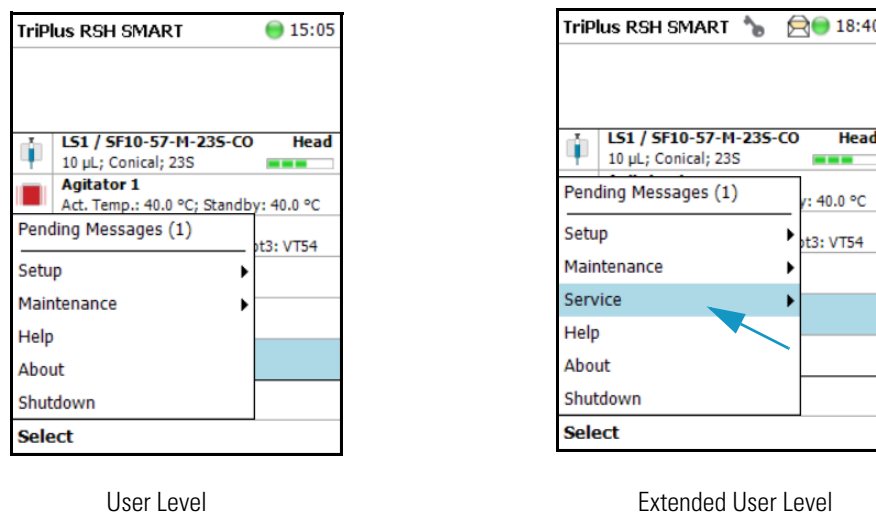 TriPlus RSH SMART 15:05
LS1 / SF10-57-M-23S-CO Head
10 µL; Conical; 23S
Agitator 1
Act. Temp.: 40.0 °C; Standby: 40.0 °C
Pending Messages (1)
ot3: VT54
Setup
Maintenance
Help
About
Shutdown
Select
User Level
TriPlus RSH SMART 18:40
LS1 / SF10-57-M-23S-CO Head
10 µL; Conical; 23S
Pending Messages (1)
y: 40.0 °C
Setup
ot3: VT54
Maintenance
Service
Help
About
Shutdown
Select
Extended User Level